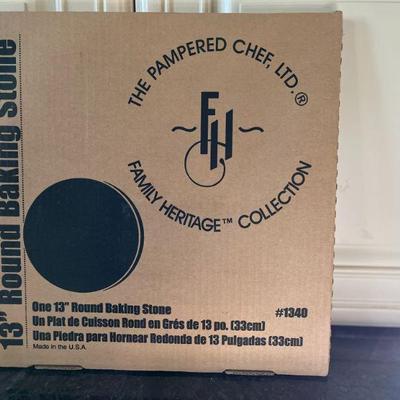 13" Round Baking Stone
THE PAMPERED CHEF, LTD.®
FH
FAMILY HERITAGE™ COLLECTION
One 13" Round Baking Stone #1340
Un Plat de Cuisson Rond en Grés de 13 po. (33cm)
Una Piedra para Hornear Redonda de 13 Pulgadas (33cm)
Made in the U.S.A.